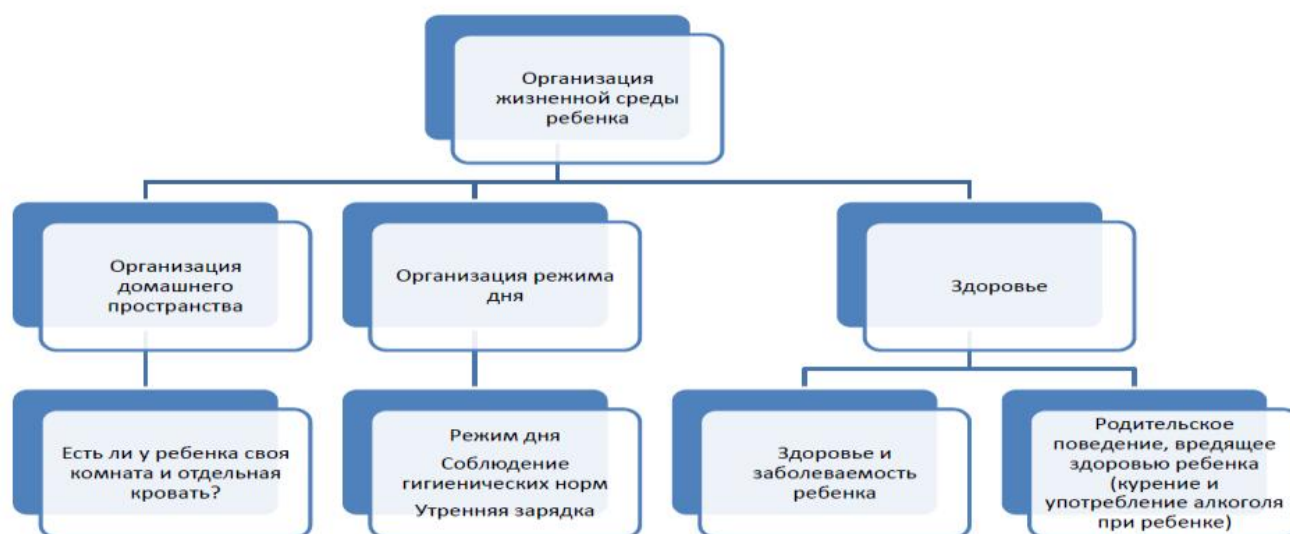 Организация
жизненной среды
ребенка
Организация
домашнего
пространства
Организация режима
дня
Здоровье
Есть ли у ребенка своя
комната и отдельная
кровать?
Режим дня
Соблюдение
гигиенических норм
Утренняя зарядка
Здоровье и
заболеваемость
ребенка
Родительское
поведение, вредящее
здоровью ребенка
(курение и
употребление алкоголя
при ребенке)